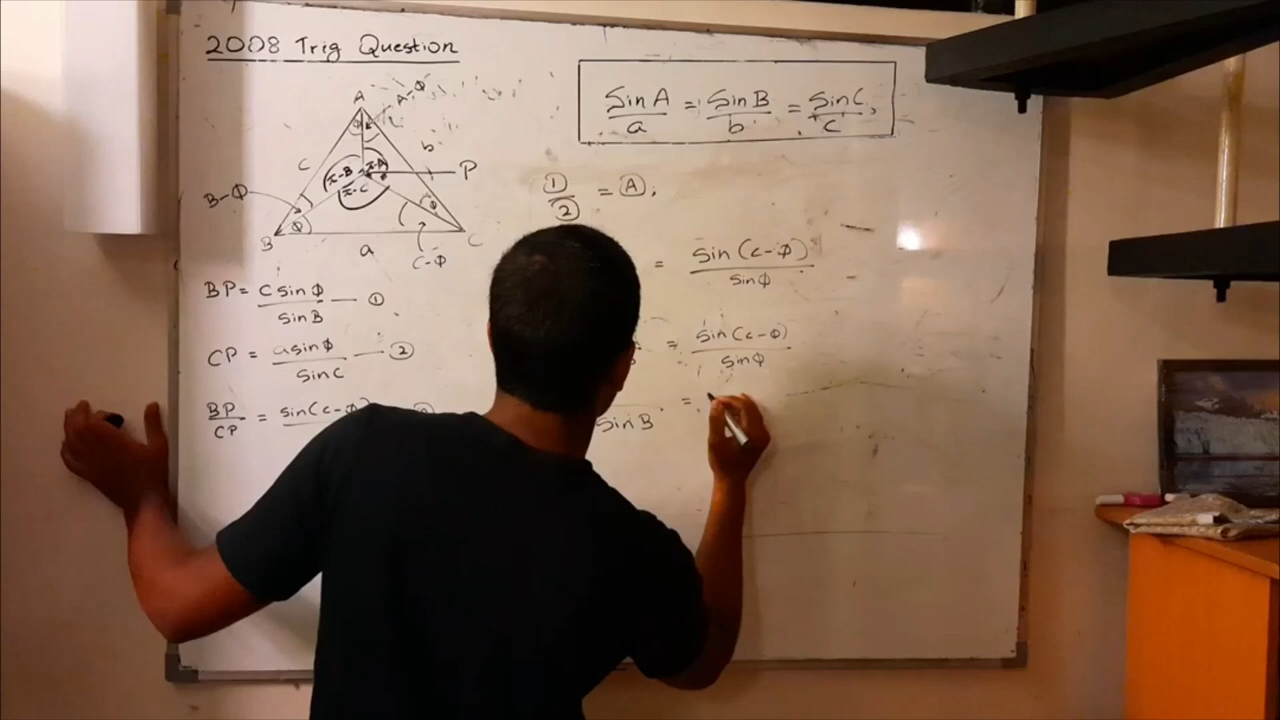 2008 Trig Question
A
A-Φ
Φ
c
b
π-B
π-A
π-C
P
B-Φ
Φ
Φ
B
C
a
C-Φ
BP = c sin Φ / sin B — ①
CP = a sin Φ / sin C — ②
BP / CP = sin(c-Φ)
sin A / a = sin B / b = sin C / c,
① / ② = Ⓐ;
= sin(c-Φ) / sin Φ
= sin(c-Φ) / sin Φ
sin B =